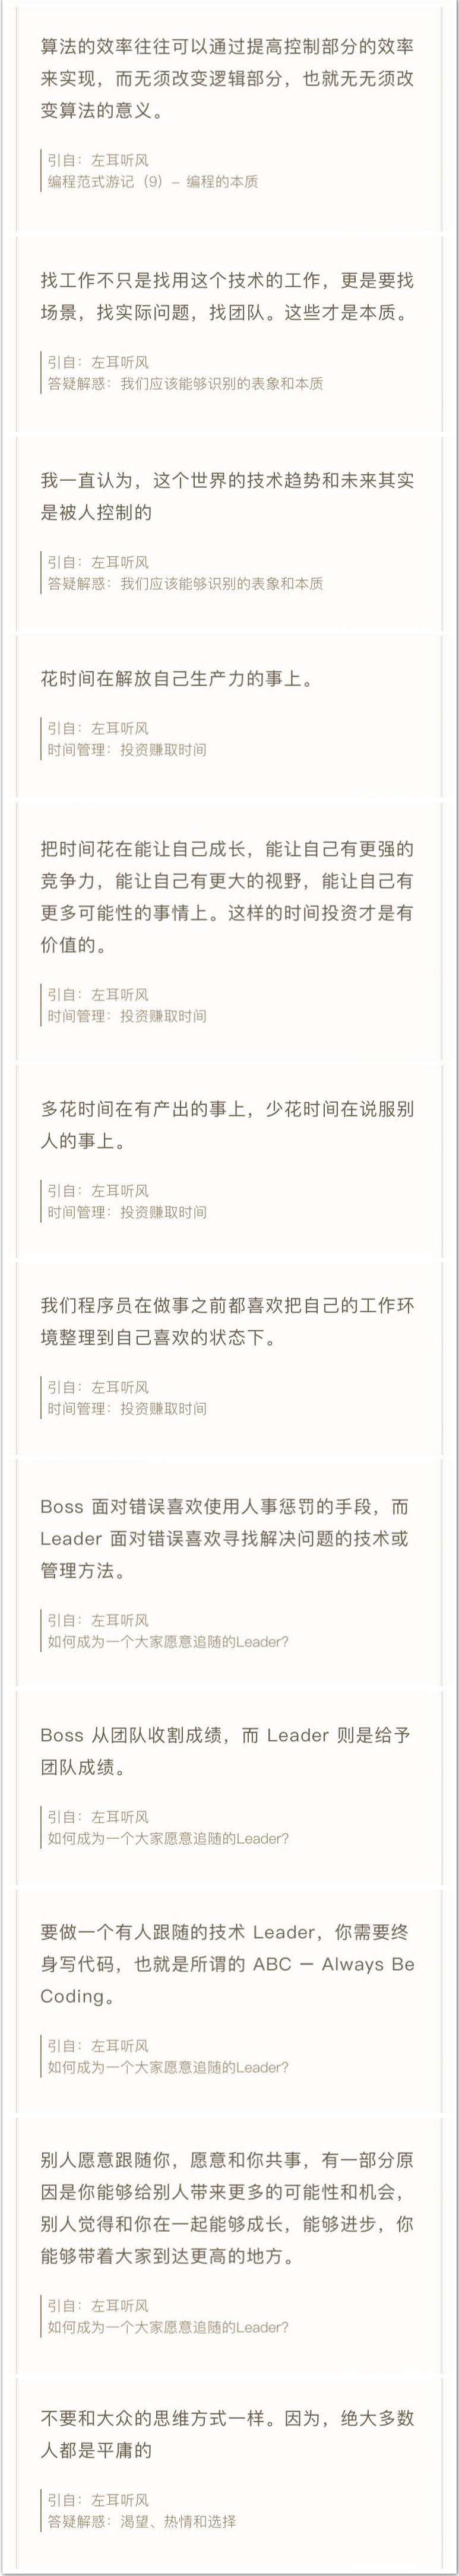 算法的效率往往可以通过提高控制部分的效率
来实现，而无须改变逻辑部分，也就无无须改
变算法的意义。
引自：左耳听风
编程范式游记（9）- 编程的本质
找工作不只是找用这个技术的工作，更是要找
场景，找实际问题，找团队。这些才是本质。
引自：左耳听风
答疑解惑：我们应该能够识别的表象和本质
我一直认为，这个世界的技术趋势和未来其实
是被人控制的
引自：左耳听风
答疑解惑：我们应该能够识别的表象和本质
花时间在解放自己生产力的事上。
引自：左耳听风
时间管理：投资赚取时间
把时间花在能让自己成长，能让自己有更强的
竞争力，能让自己有更大的视野，能让自己有
更多可能性的事情上。这样的时间投资才是有
价值的。
引自：左耳听风
时间管理：投资赚取时间
多花时间在有产出的事上，少花时间在说服别
人的事上。
引自：左耳听风
时间管理：投资赚取时间
我们程序员在做事之前都喜欢把自己的工作环
境整理到自己喜欢的状态下。
引自：左耳听风
时间管理：投资赚取时间
Boss 面对错误喜欢使用人事惩罚的手段，而
Leader 面对错误喜欢寻找解决问题的技术或
管理方法。
引自：左耳听风
如何成为一个大家愿意追随的Leader？
Boss 从团队收割成绩，而 Leader 则是给予
团队成绩。
引自：左耳听风
如何成为一个大家愿意追随的Leader？
要做一个有人跟随的技术 Leader，你需要终
身写代码，也就是所谓的 ABC – Always Be
Coding。
引自：左耳听风
如何成为一个大家愿意追随的Leader？
别人愿意跟随你，愿意和你共事，有一部分原
因是你能够给别人带来更多的可能性和机会，
别人觉得和你在一起能够成长，能够进步，你
能够带着大家到达更高的地方。
引自：左耳听风
如何成为一个大家愿意追随的Leader？
不要和大众的思维方式一样。因为，绝大多数
人都是平庸的
引自：左耳听风
答疑解惑：渴望、热情和选择